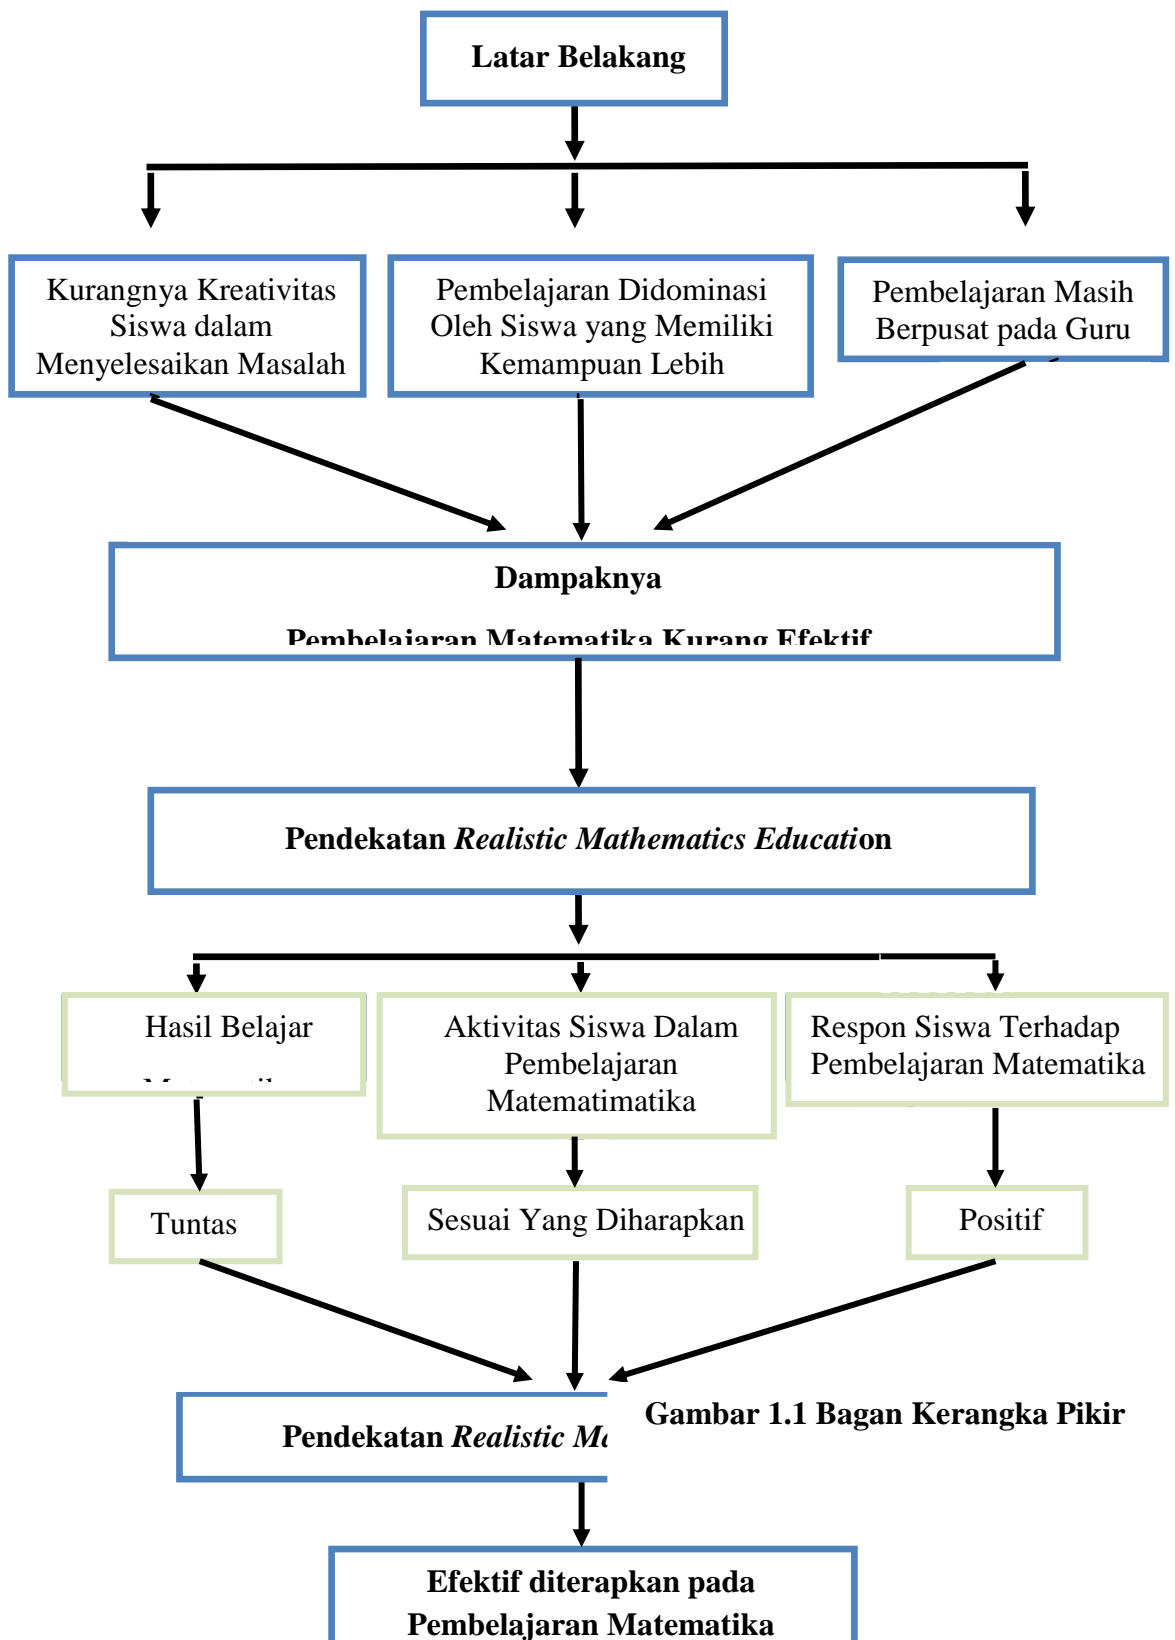 Latar Belakang
Kurangnya Kreativitas
Siswa dalam
Menyelesaikan Masalah
Pembelajaran Didominasi
Oleh Siswa yang Memiliki
Kemampuan Lebih
Pembelajaran Masih
Berpusat pada Guru
Dampaknya
Pembelajaran Matematika Kurang Efektif
Pendekatan Realistic Mathematics Education
Hasil Belajar
Aktivitas Siswa Dalam
Pembelajaran
Matematimatika
Respon Siswa Terhadap
Pembelajaran Matematika
Tuntas
Sesuai Yang Diharapkan
Positif
Pendekatan Realistic
Gambar 1.1 Bagan Kerangka Pikir
Efektif diterapkan pada
Pembelajaran Matematika